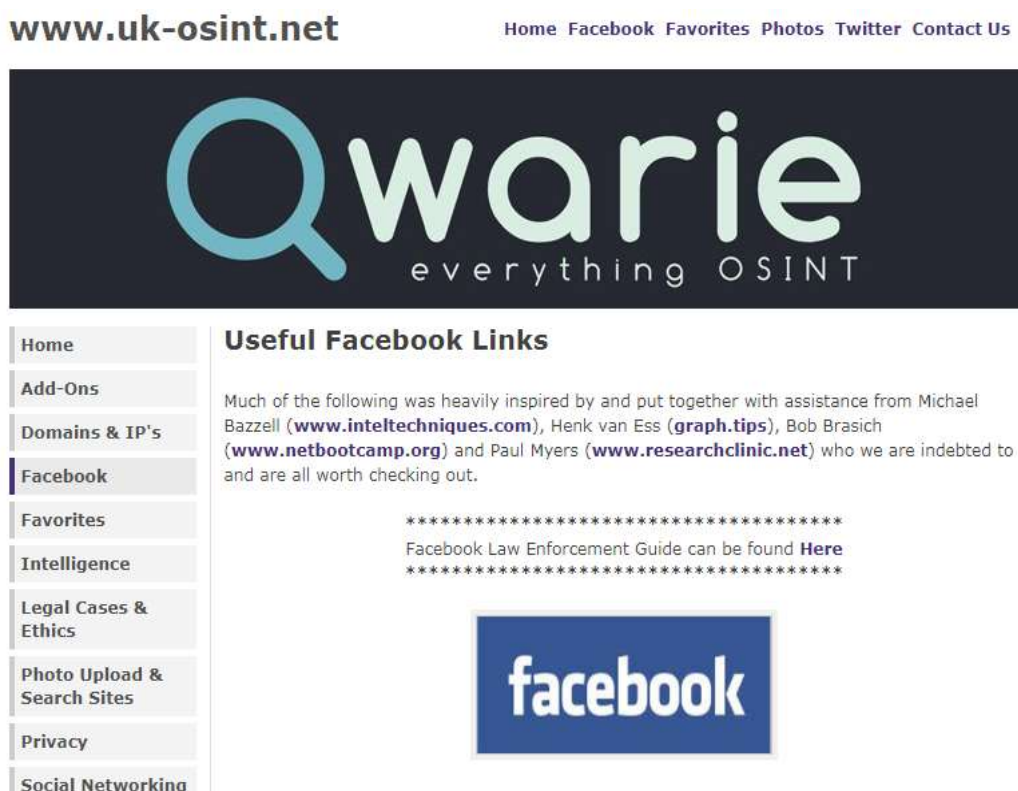 www.uk-osint.net
Home Facebook Favorites Photos Twitter Contact Us
Qwarie
everything OSINT
Home
Add-Ons
Domains & IP's
Facebook
Favorites
Intelligence
Legal Cases &
Ethics
Photo Upload &
Search Sites
Privacy
Social Networking
Useful Facebook Links
Much of the following was heavily inspired by and put together with assistance from Michael
Bazzell (www.inteltechniques.com), Henk van Ess (graph.tips), Bob Brasich
(www.netbootcamp.org) and Paul Myers (www.researchclinic.net) who we are indebted to
and are all worth checking out.
****************************************
Facebook Law Enforcement Guide can be found Here
****************************************
facebook